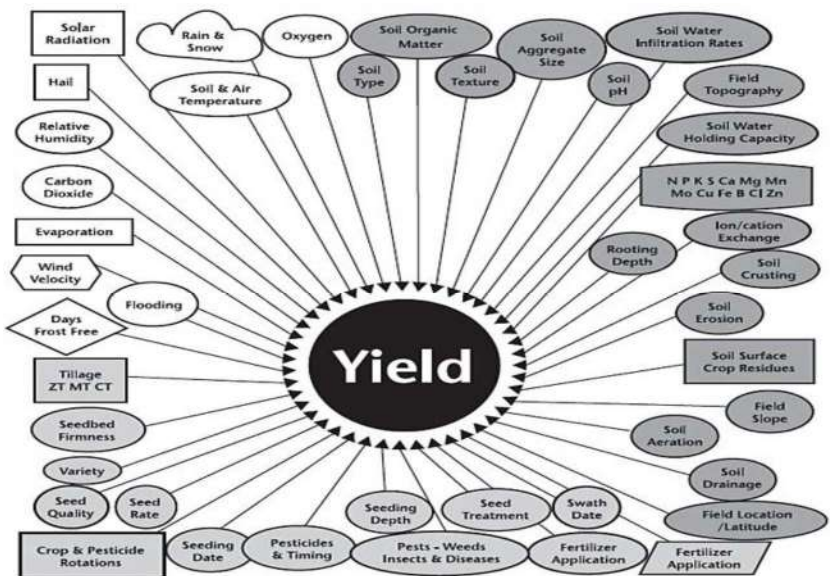 Solar
Radiation
Rain &
Snow
Oxygen
Soil Organic
Matter
Soil
Aggregate
Size
Soil Water
Infiltration Rates
Hail
Soil & Air
Temperature
Soil
Type
Soil
Texture
Soil
pH
Field
Topography
Relative
Humidity
Soil Water
Holding Capacity
Carbon
Dioxide
N P K S Ca Mg Mn
Mo Cu Fe B Cl Zn
Evaporation
Ion/cation
Exchange
Rooting
Depth
Soil
Crusting
Wind
Velocity
Flooding
Days
Frost Free
Soil
Erosion
Yield
Tillage
ZT MT CT
Soil Surface
Crop Residues
Seedbed
Firmness
Field
Slope
Soil
Aeration
Variety
Soil
Drainage
Seed
Quality
Seed
Rate
Seeding
Depth
Seed
Treatment
Swath
Date
Field Location
/Latitude
Crop & Pesticide
Rotations
Seeding
Date
Pesticides
& Timing
Pests - Weeds
Insects & Diseases
Fertilizer
Application
Fertilizer
Application